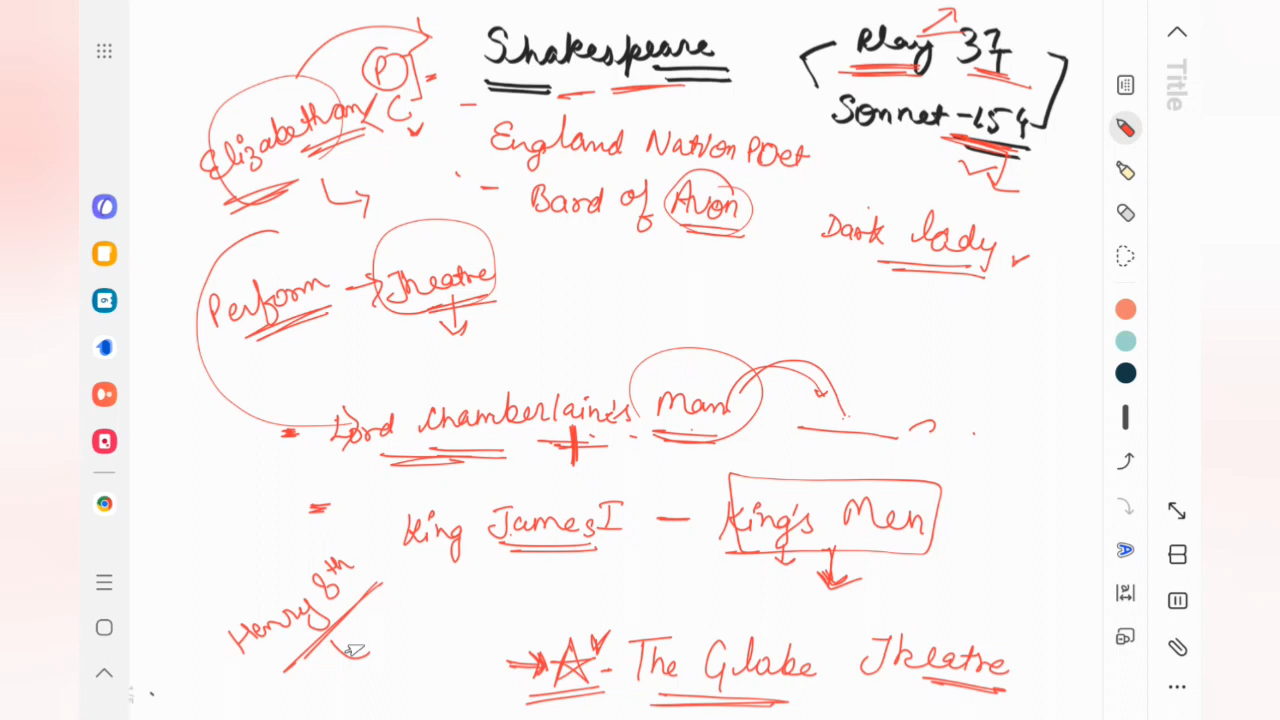 Shakespeare
Play 37
Sonnet - 154
P
Elizabethan < C
- England Nation Poet
- Bard of Avon
Dark lady
Perform → Theatre
Lord Chamberlain's Man
King James I - King's Men
Henry 8th
The Globe Theatre
Title